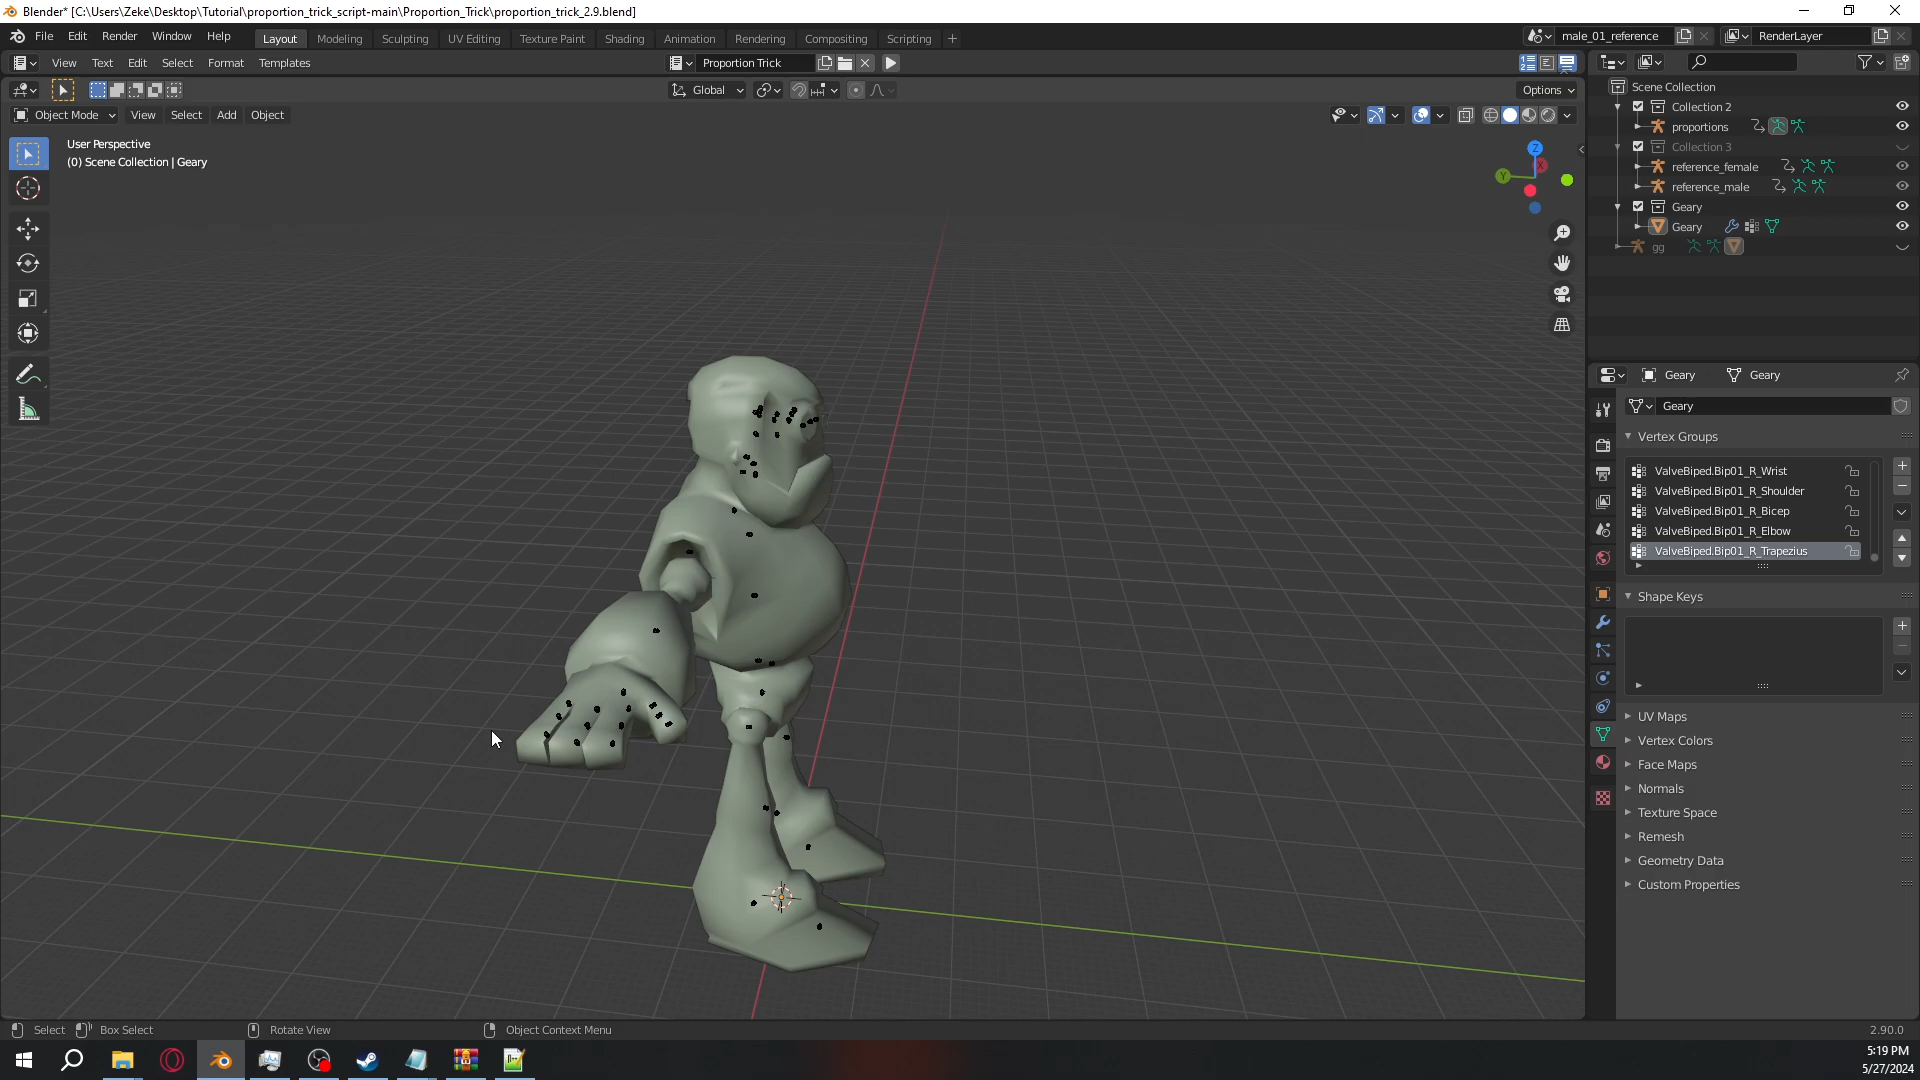 Blender* [C:\Users\Zeke\Desktop\Tutorial\proportion_trick_script-main\Proportion_Trick\proportion_trick_2.9.blend]
File Edit Render Window Help Layout Modeling Sculpting UV Editing Texture Paint Shading Animation Rendering Compositing Scripting + male_01_reference RenderLayer
View Text Edit Select Format Templates Proportion Trick
Global Options
Object Mode View Select Add Object
User Perspective
(0) Scene Collection | Geary
Z
X
Y
Scene Collection
Collection 2
proportions
Collection 3
reference_female
reference_male
Geary
Geary
gg
Geary Geary
Geary
Vertex Groups
ValveBiped.Bip01_R_Wrist
ValveBiped.Bip01_R_Shoulder
ValveBiped.Bip01_R_Bicep
ValveBiped.Bip01_R_Elbow
ValveBiped.Bip01_R_Trapezius
Shape Keys
UV Maps
Vertex Colors
Face Maps
Normals
Texture Space
Remesh
Geometry Data
Custom Properties
Select Box Select Rotate View Object Context Menu 2.90.0
5:19 PM
5/27/2024